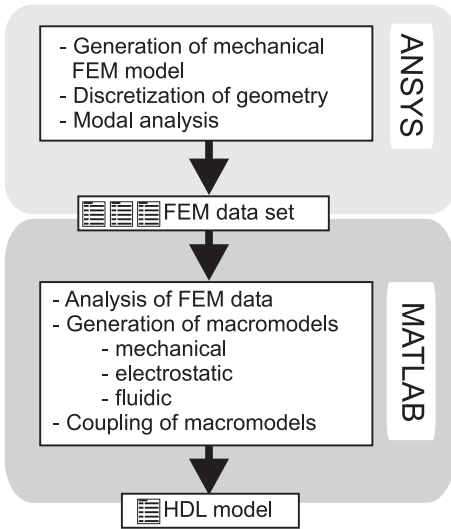 - Generation of mechanical
FEM model
- Discretization of geometry
- Modal analysis
ANSYS
FEM data set
- Analysis of FEM data
- Generation of macromodels
- mechanical
- electrostatic
- fluidic
- Coupling of macromodels
MATLAB
HDL model